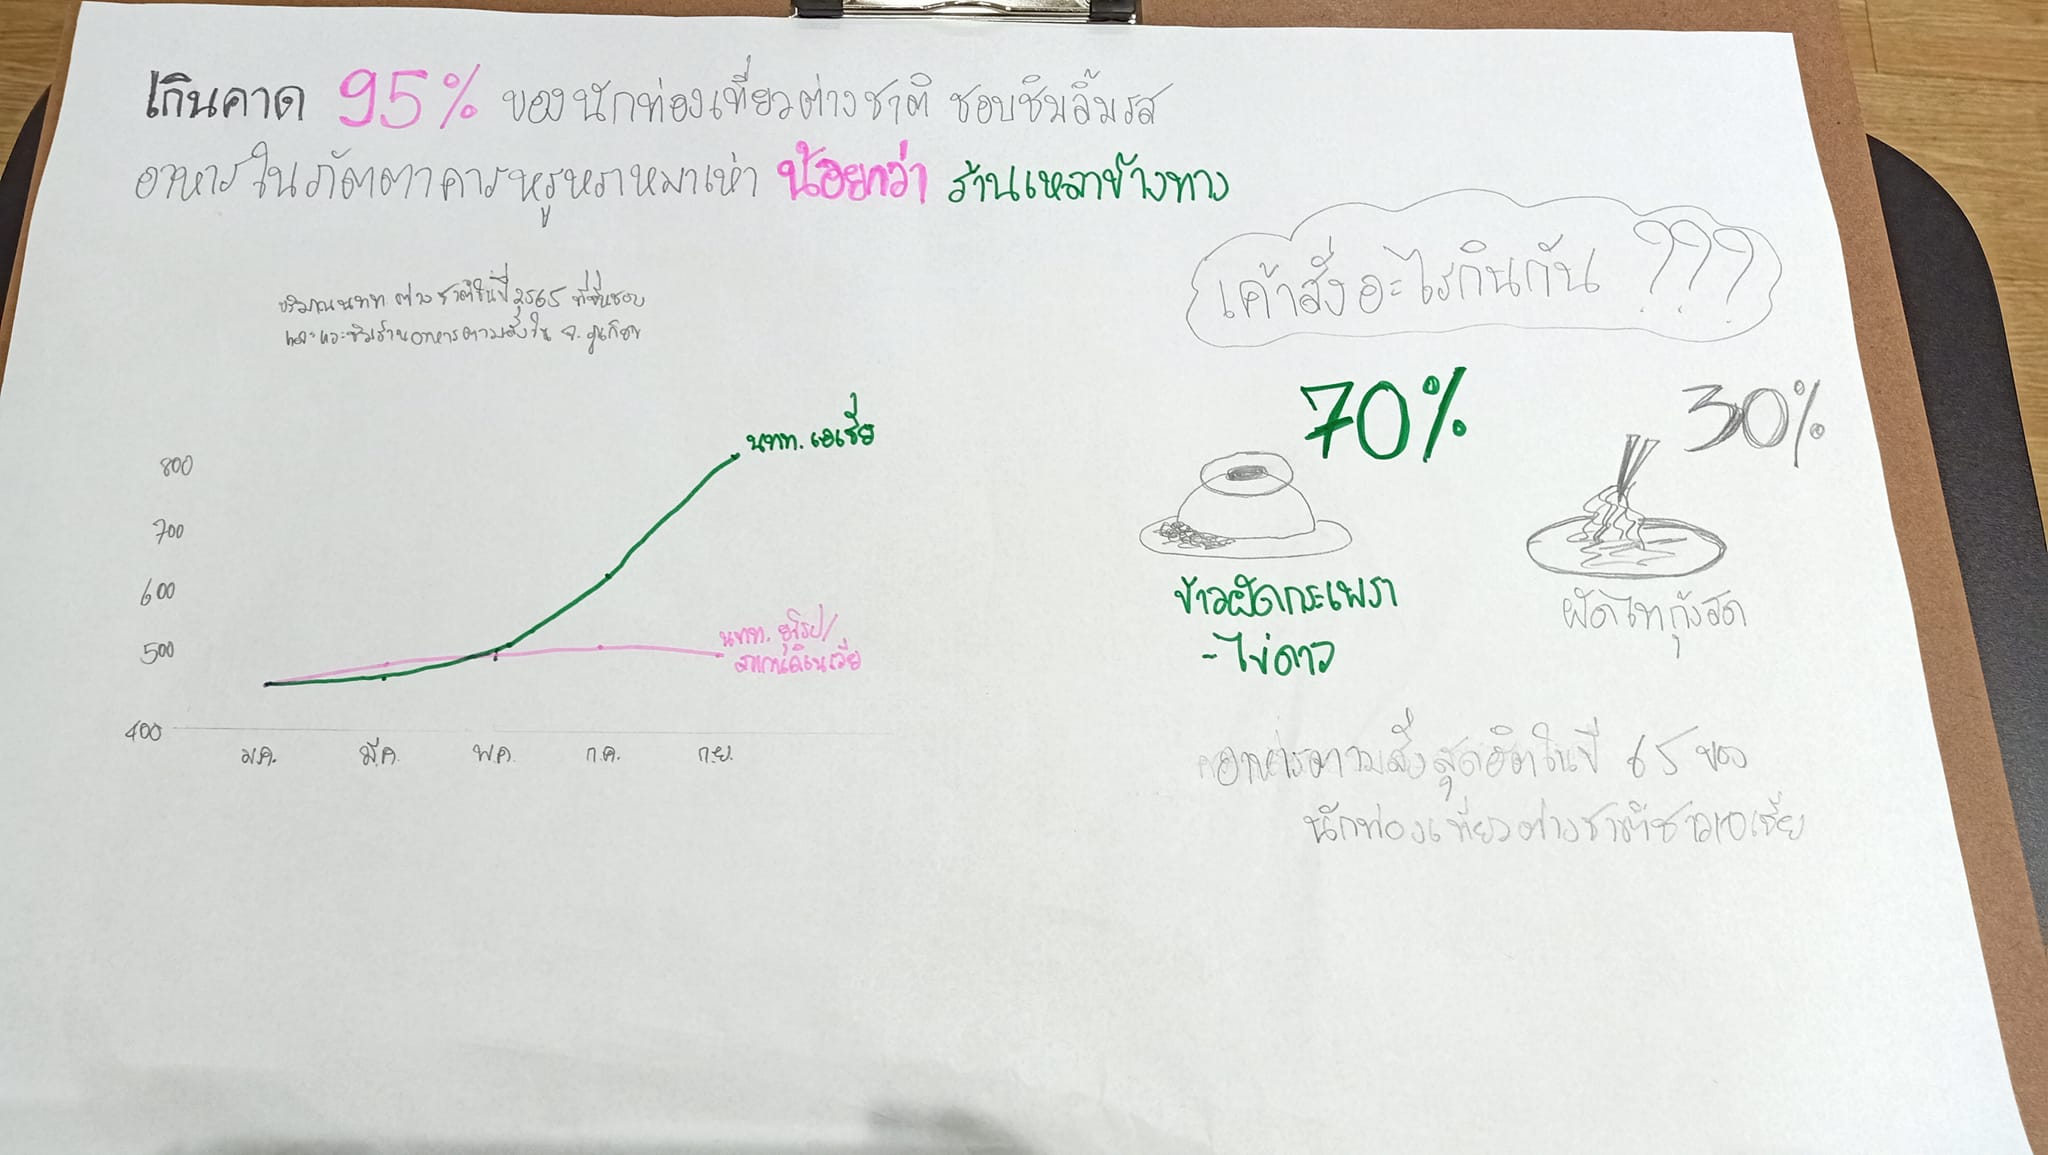 เกินคาด 95% ของนักท่องเที่ยวต่างชาติ ชอบชิมลิ้มรส
อาหารในภัตตาคารหรูหราหมาเห่า น้อยกว่า ร้านเหลาข้างทาง
ปริมาณ นทท. ต่างชาติในปี 2565 ที่ชื่นชอบ
และแวะชิมร้านอาหารตามสั่งใน จ. ภูเก็ต
เค้าสั่งอะไรกินกัน ???
800
700
600
500
400
ม.ค. มี.ค. พ.ค. ก.ค. ก.ย.
นทท. เอเชีย
นทท. ยุโรป/
สแกนดิเนเวีย
70%
ข้าวผัดกระเพรา
-ไข่ดาว
30%
ผัดไทกุ้งสด
อาหารตามสั่งสุดฮิตในปี 65 ของ
นักท่องเที่ยวต่างชาติชาวเอเชีย